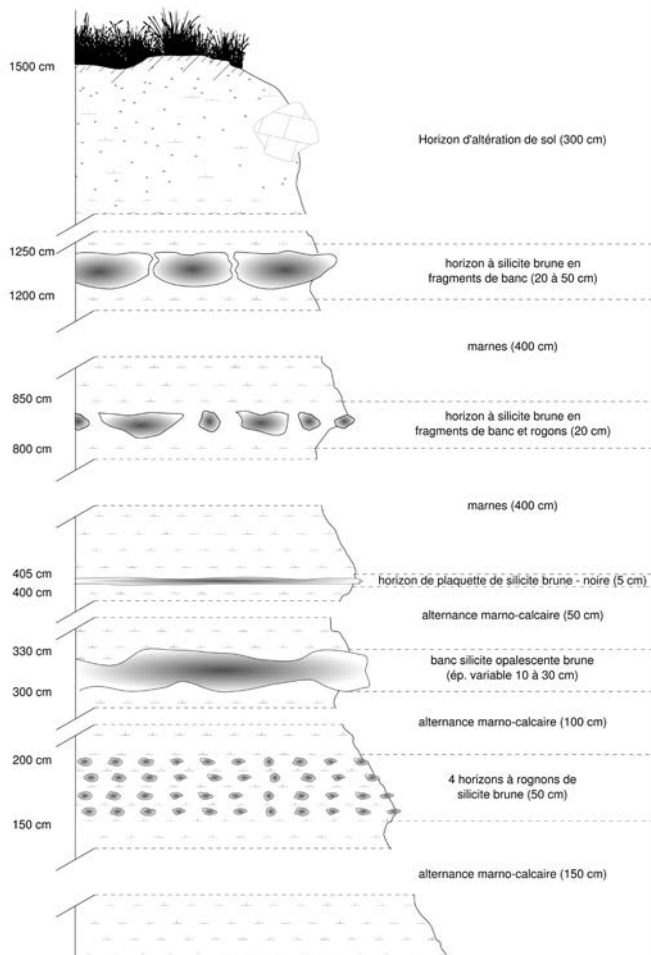 1500 cm
Horizon d'altération de sol (300 cm)
1250 cm
horizon à silicite brune en
fragments de banc (20 à 50 cm)
1200 cm
marnes (400 cm)
850 cm
horizon à silicite brune en
fragments de banc et rogons (20 cm)
800 cm
marnes (400 cm)
405 cm
horizon de plaquette de silicite brune - noire (5 cm)
400 cm
alternance marno-calcaire (50 cm)
330 cm
banc silicite opalescente brune
(ép. variable 10 à 30 cm)
300 cm
alternance marno-calcaire (100 cm)
200 cm
4 horizons à rognons de
silicite brune (50 cm)
150 cm
alternance marno-calcaire (150 cm)